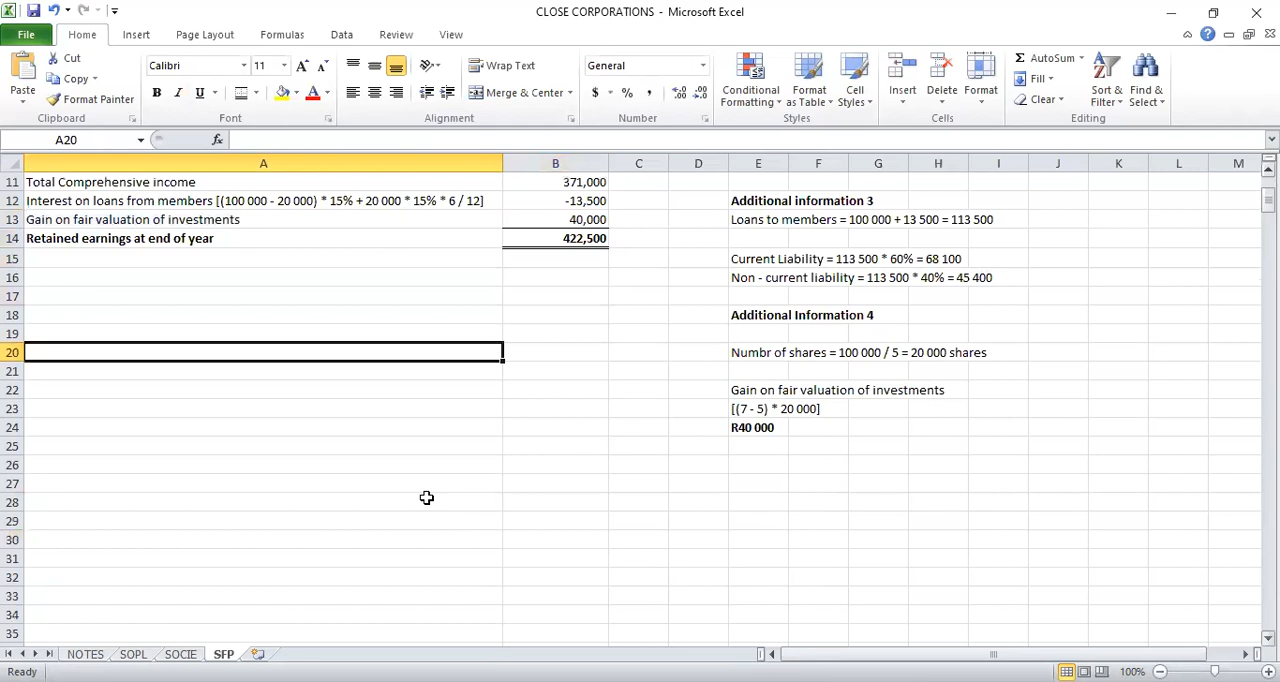 CLOSE CORPORATIONS - Microsoft Excel
File Home Insert Page Layout Formulas Data Review View
Paste
Cut
Copy
Format Painter
Clipboard
Calibri 11 A A
B I U A
Font
Wrap Text
Merge & Center
Alignment
General
$ % ,
Number
Conditional Formatting
Format as Table
Cell Styles
Styles
Insert
Delete
Format
Cells
Σ AutoSum
Fill
Clear
Sort & Filter
Find & Select
Editing
A20 fx
A B C D E F G H I J K L M
11 Total Comprehensive income 371,000
12 Interest on loans from members [(100 000 - 20 000) * 15% + 20 000 * 15% * 6 / 12] -13,500 Additional information 3
13 Gain on fair valuation of investments 40,000 Loans to members = 100 000 + 13 500 = 113 500
14 Retained earnings at end of year 422,500
15 Current Liability = 113 500 * 60% = 68 100
16 Non - current liability = 113 500 * 40% = 45 400
17
18 Additional Information 4
19
20 Numbr of shares = 100 000 / 5 = 20 000 shares
21
22 Gain on fair valuation of investments
23 [(7 - 5) * 20 000]
24 R40 000
25
26
27
28
29
30
31
32
33
34
35
NOTES SOPL SOCIE SFP
Ready 100%